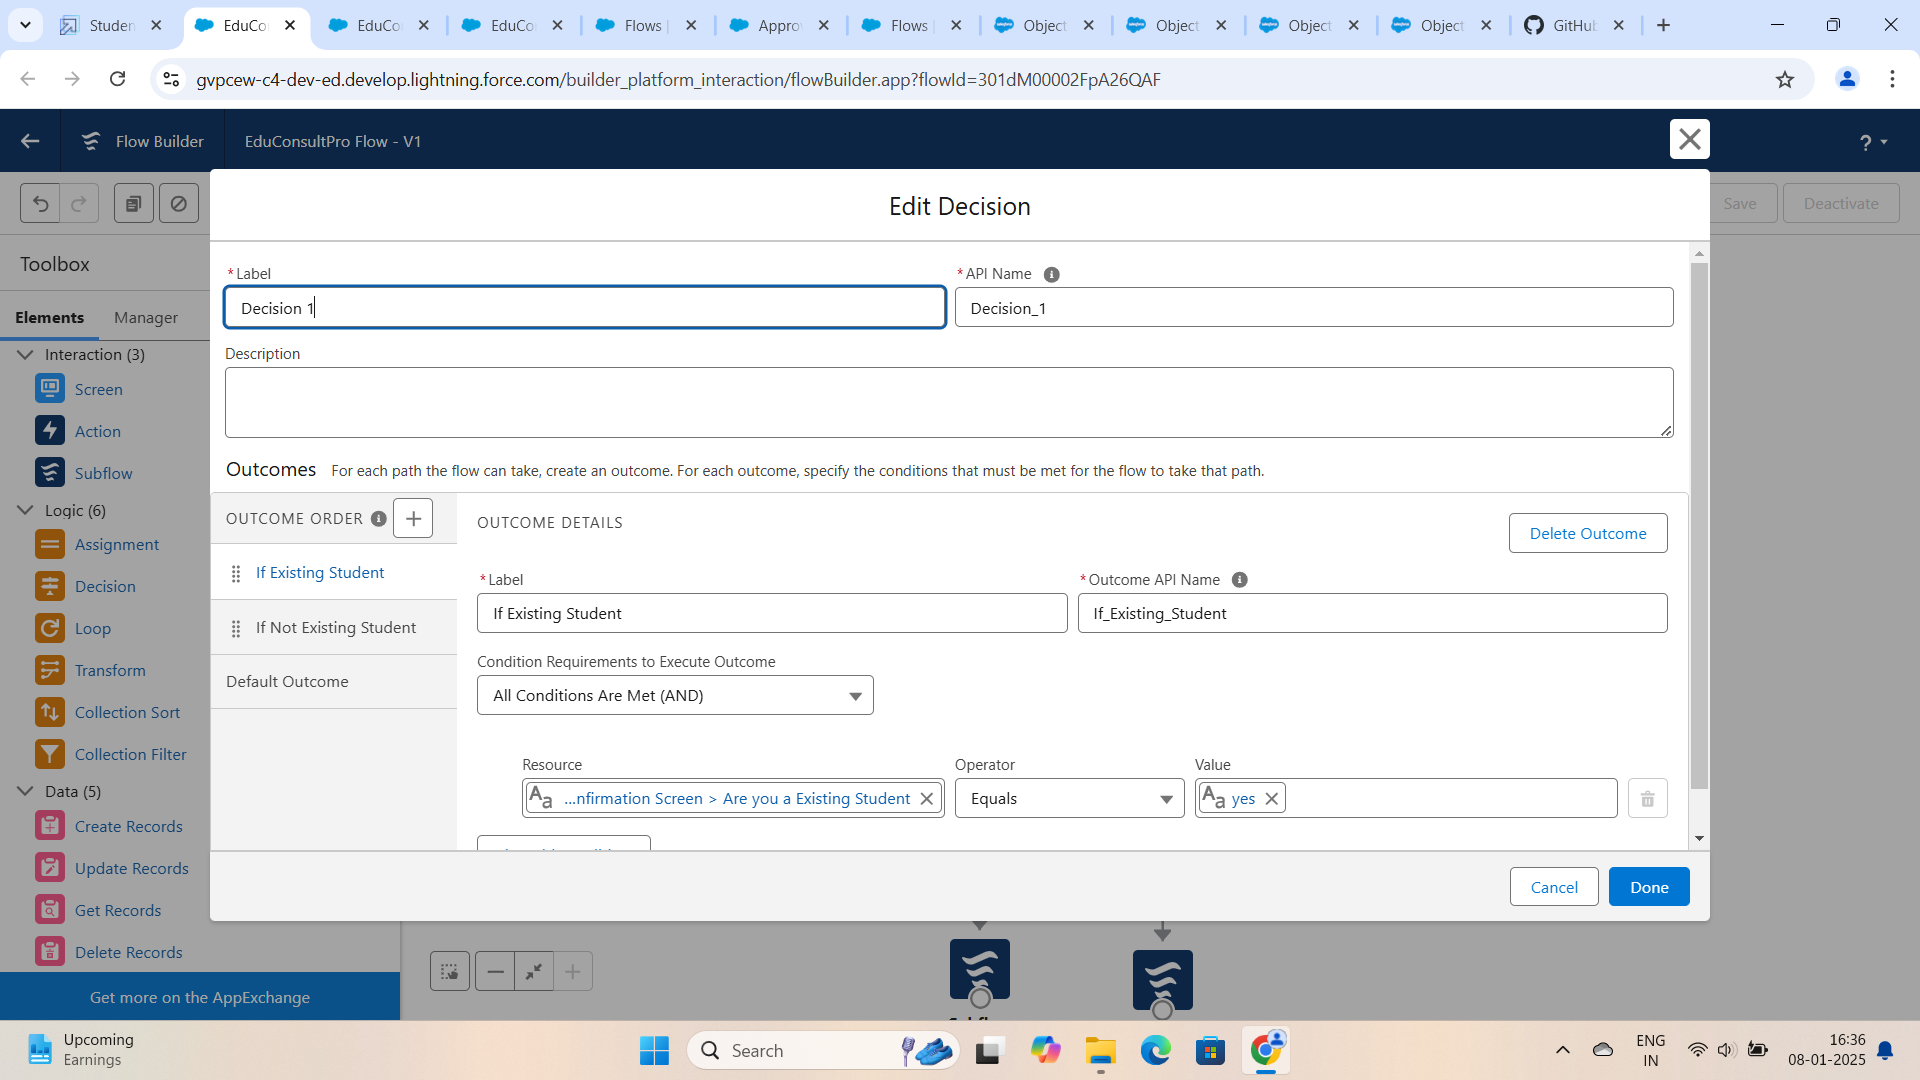 Studen
EduCo
EduCo
EduCo
Flows |
Appro
Flows |
Object
Object
Object
Object
GitHub
gvpcew-c4-dev-ed.develop.lightning.force.com/builder_platform_interaction/flowBuilder.app?flowId=301dM00002FpA26QAF
Flow Builder
EduConsultPro Flow - V1
?
Save
Deactivate
Edit Decision
Toolbox
Elements
Manager
Interaction (3)
Screen
Action
Subflow
Logic (6)
Assignment
Decision
Loop
Transform
Collection Sort
Collection Filter
Data (5)
Create Records
Update Records
Get Records
Delete Records
Get more on the AppExchange
*Label
Decision 1
*API Name
Decision_1
Description
Outcomes For each path the flow can take, create an outcome. For each outcome, specify the conditions that must be met for the flow to take that path.
OUTCOME ORDER
If Existing Student
If Not Existing Student
Default Outcome
OUTCOME DETAILS
Delete Outcome
*Label
If Existing Student
*Outcome API Name
If_Existing_Student
Condition Requirements to Execute Outcome
All Conditions Are Met (AND)
Resource
Aa ...nfirmation Screen > Are you a Existing Student
Operator
Equals
Value
Aa yes
Cancel
Done
Upcoming
Earnings
Search
ENG
IN
16:36
08-01-2025